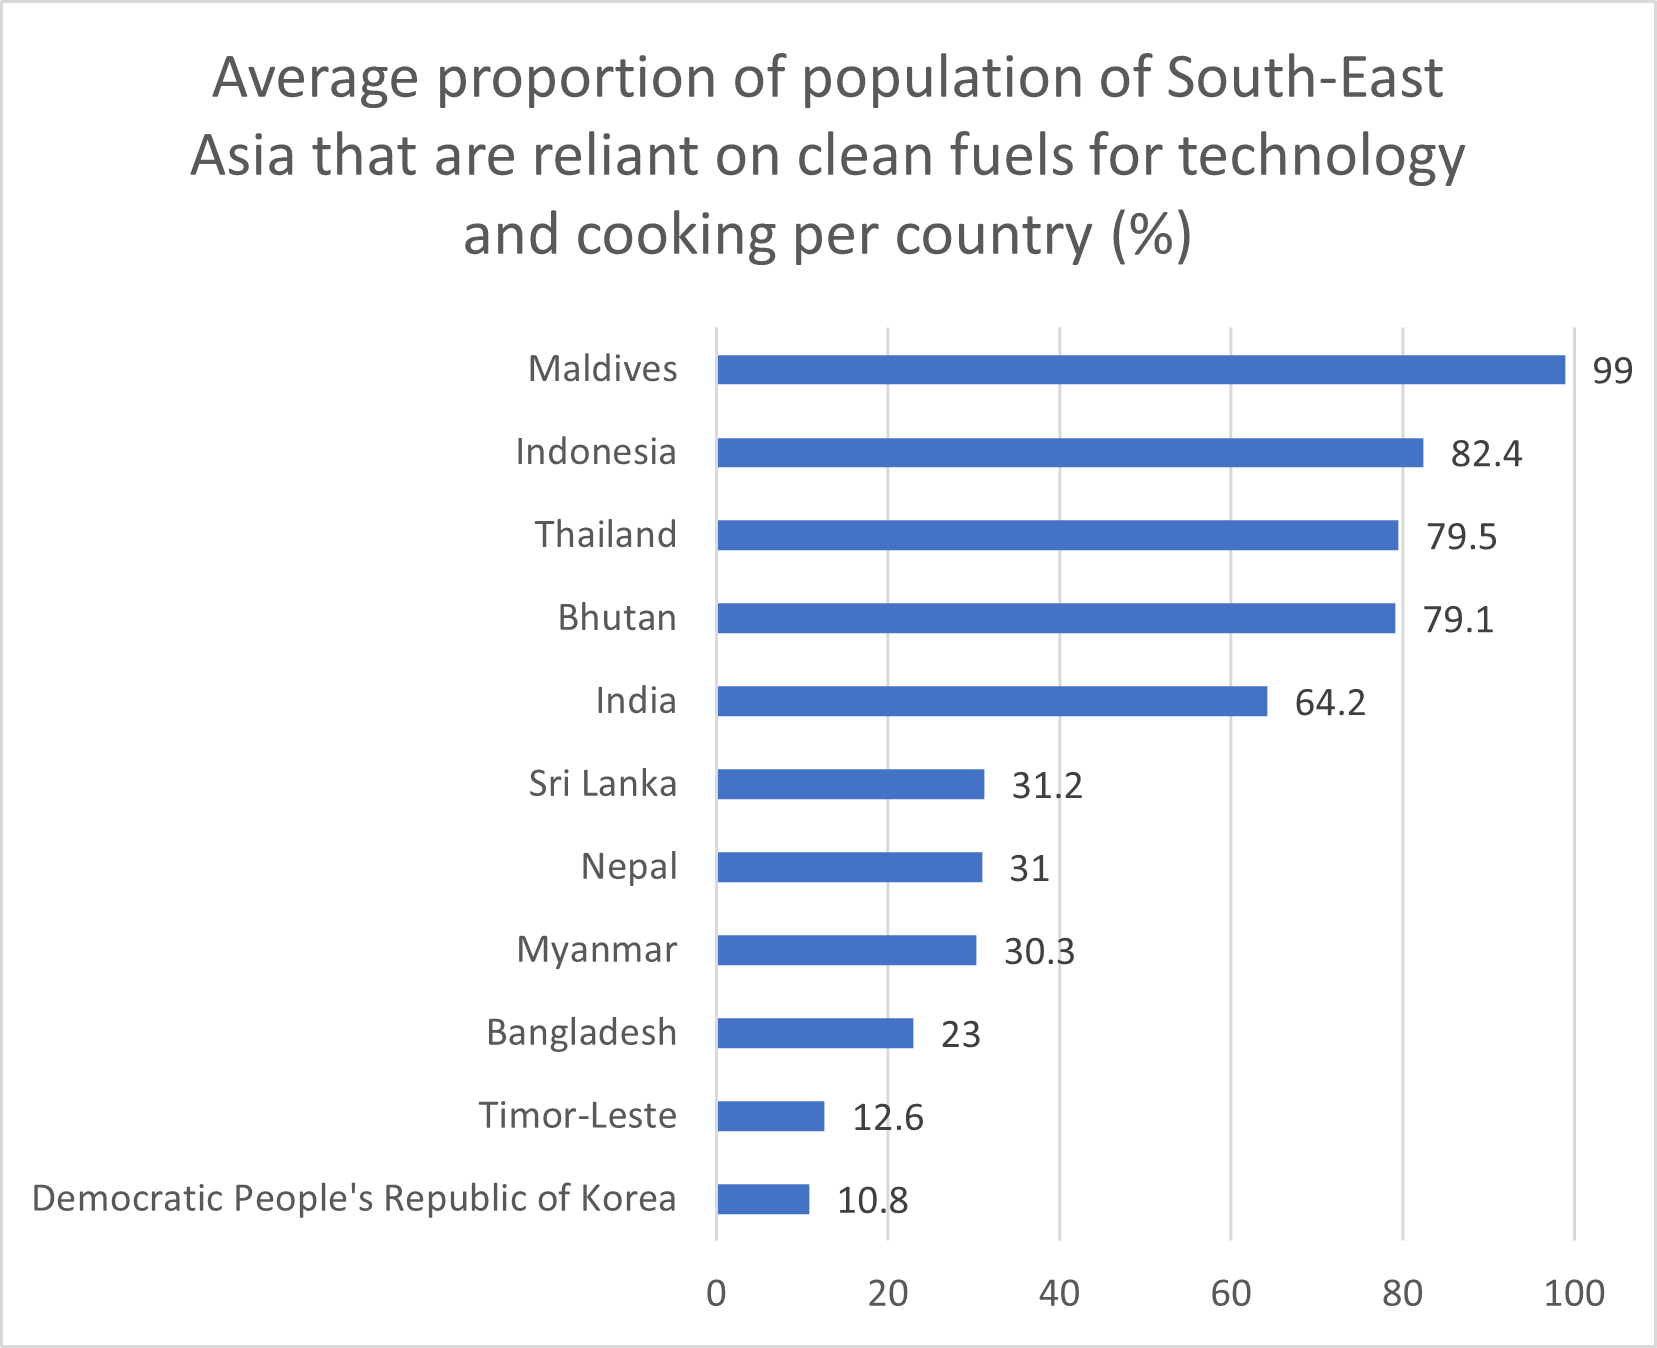 Average proportion of population of South-East
Asia that are reliant on clean fuels for technology
and cooking per country (%)
Maldives 99
Indonesia 82.4
Thailand 79.5
Bhutan 79.1
India 64.2
Sri Lanka 31.2
Nepal 31
Myanmar 30.3
Bangladesh 23
Timor-Leste 12.6
Democratic People's Republic of Korea 10.8
0 20 40 60 80 100